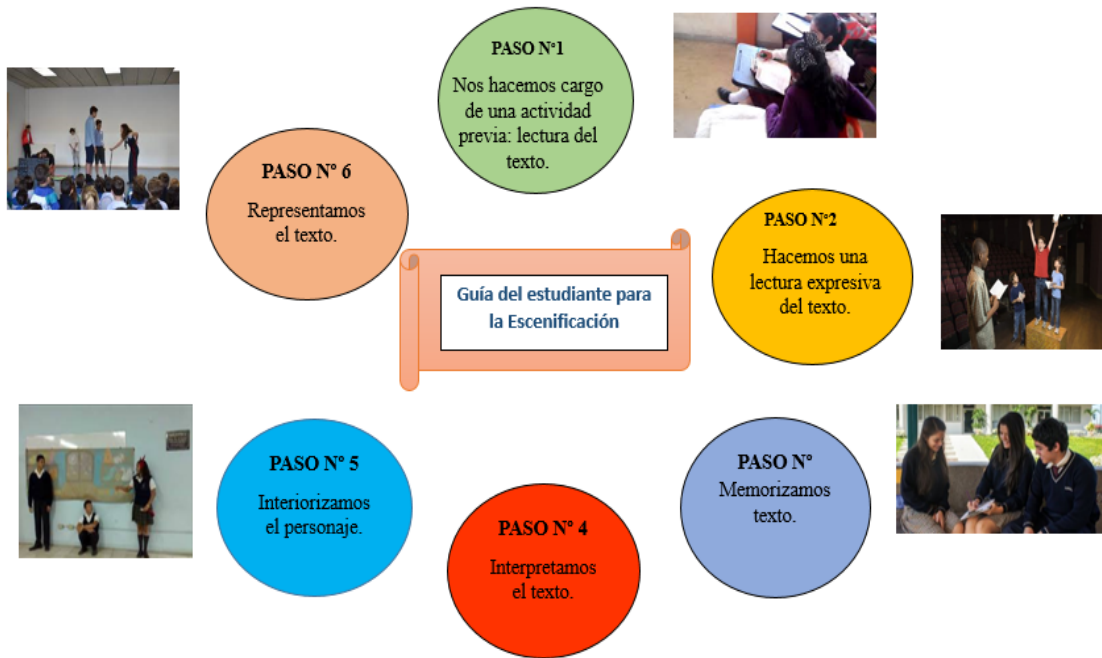 PASO N°1
Nos hacemos cargo
de una actividad
previa: lectura del
texto.
PASO N°2
Hacemos una
lectura expresiva
del texto.
PASO N°
Memorizamos
texto.
PASO N° 4
Interpretamos
el texto.
PASO N° 5
Interiorizamos
el personaje.
PASO N° 6
Representamos
el texto.
Guía del estudiante para
la Escenificación